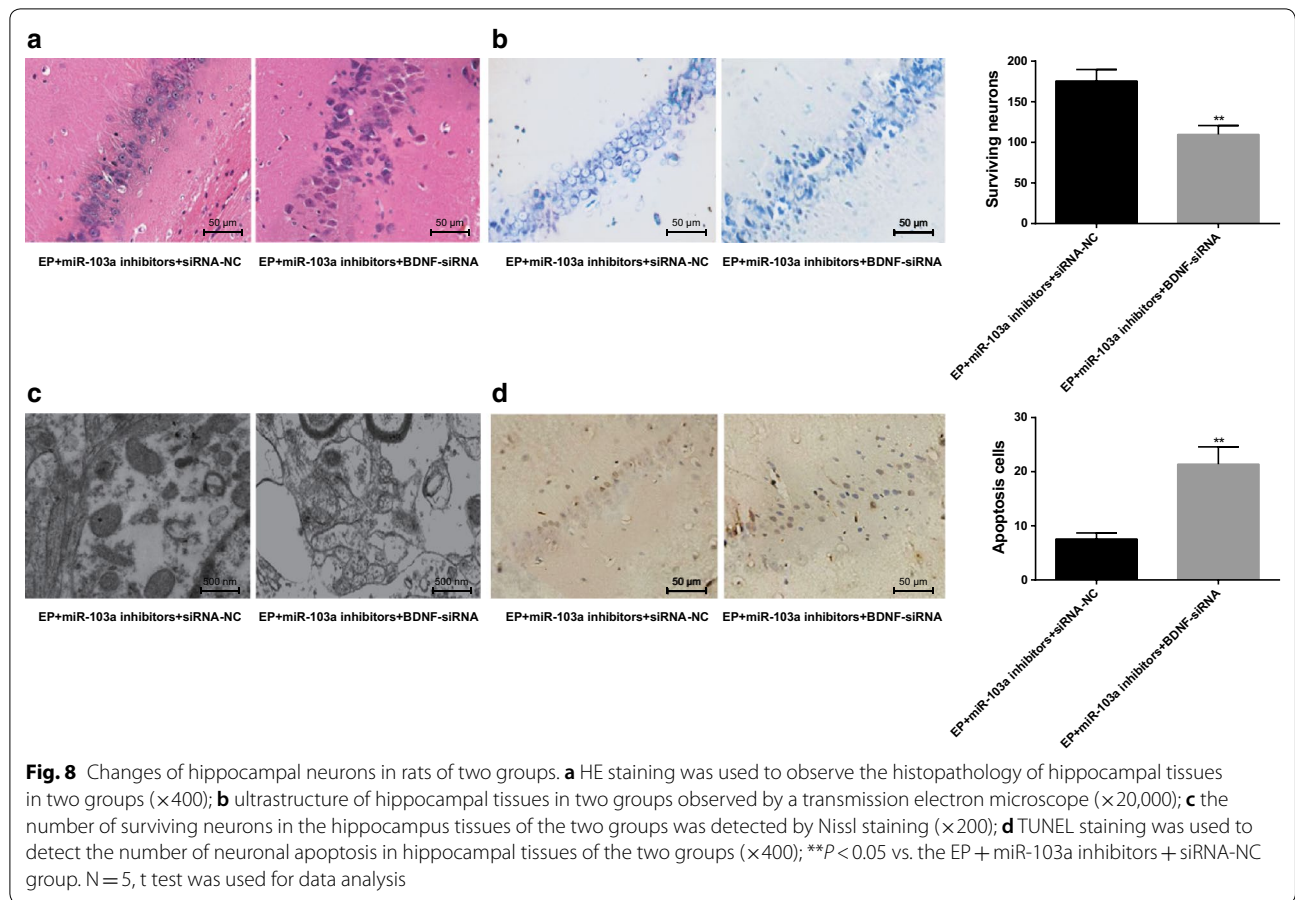 a
b
50 µm
50 µm
50 µm
50 µm
EP+miR-103a inhibitors+siRNA-NC
EP+miR-103a inhibitors+BDNF-siRNA
EP+miR-103a inhibitors+siRNA-NC
EP+miR-103a inhibitors+BDNF-siRNA
Surviving neurons
200
150
100
50
0
**
EP+miR-103a inhibitors+siRNA-NC
EP+miR-103a inhibitors+BDNF-siRNA
c
d
500 nm
500 nm
50 µm
50 µm
EP+miR-103a inhibitors+siRNA-NC
EP+miR-103a inhibitors+BDNF-siRNA
EP+miR-103a inhibitors+siRNA-NC
EP+miR-103a inhibitors+BDNF-siRNA
Apoptosis cells
30
20
10
0
**
EP+miR-103a inhibitors+siRNA-NC
EP+miR-103a inhibitors+BDNF-siRNA
Fig. 8 Changes of hippocampal neurons in rats of two groups. a HE staining was used to observe the histopathology of hippocampal tissues
in two groups (×400); b ultrastructure of hippocampal tissues in two groups observed by a transmission electron microscope (×20,000); c the
number of surviving neurons in the hippocampus tissues of the two groups was detected by Nissl staining (×200); d TUNEL staining was used to
detect the number of neuronal apoptosis in hippocampal tissues of the two groups (×400); **P < 0.05 vs. the EP + miR-103a inhibitors + siRNA-NC
group. N = 5, t test was used for data analysis